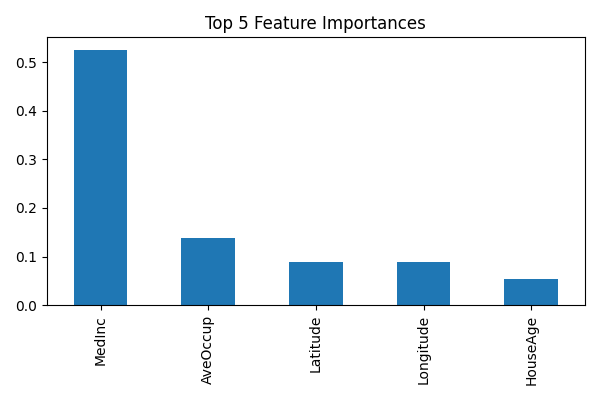 Top 5 Feature Importances
0.5
0.4
0.3
0.2
0.1
0.0
MedInc
AveOccup
Latitude
Longitude
HouseAge